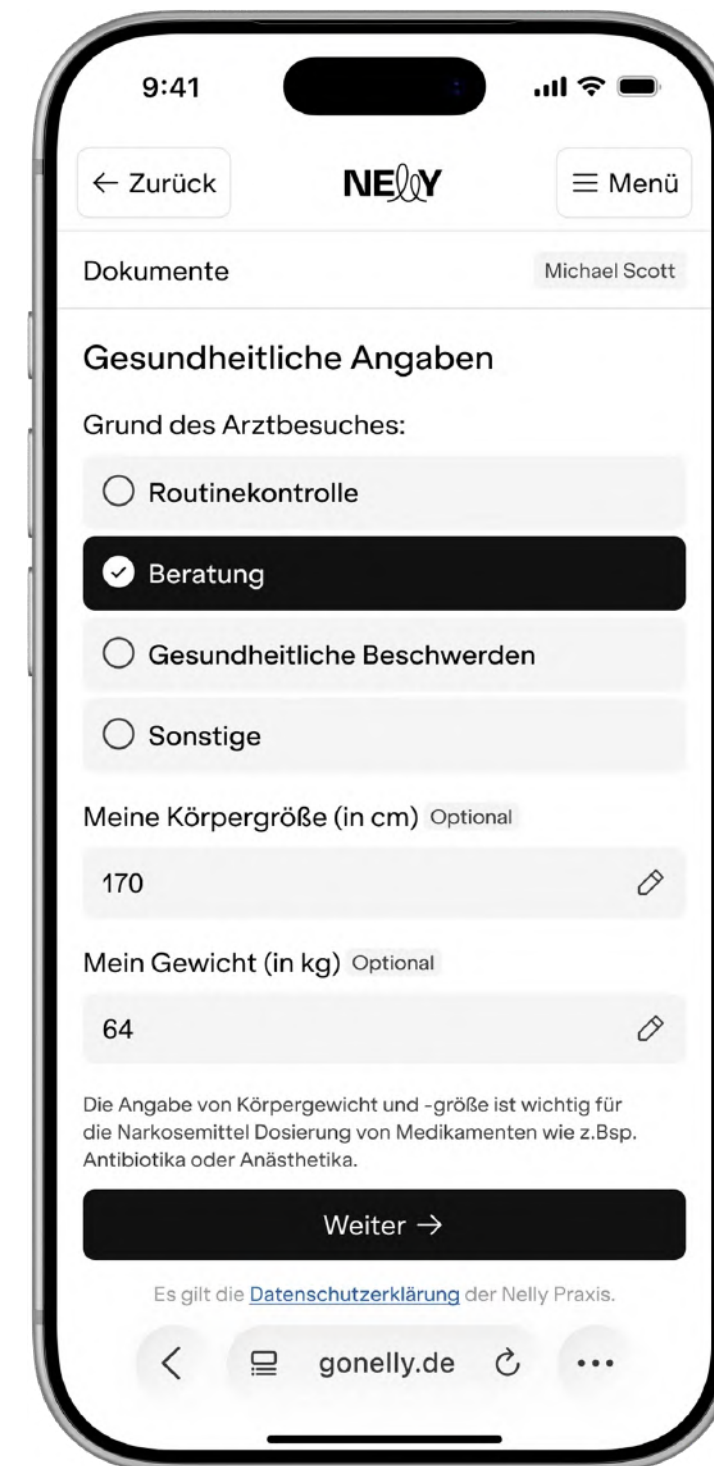 9:41
← Zurück
NELLY
☰ Menü
Dokumente
Michael Scott
Gesundheitliche Angaben
Grund des Arztbesuches:
Routinekontrolle
Beratung
Gesundheitliche Beschwerden
Sonstige
Meine Körpergröße (in cm) Optional
170
Mein Gewicht (in kg) Optional
64
Die Angabe von Körpergewicht und -größe ist wichtig für
die Narkosemittel Dosierung von Medikamenten wie z.Bsp.
Antibiotika oder Anästhetika.
Weiter →
Es gilt die Datenschutzerklärung der Nelly Praxis.
gonelly.de